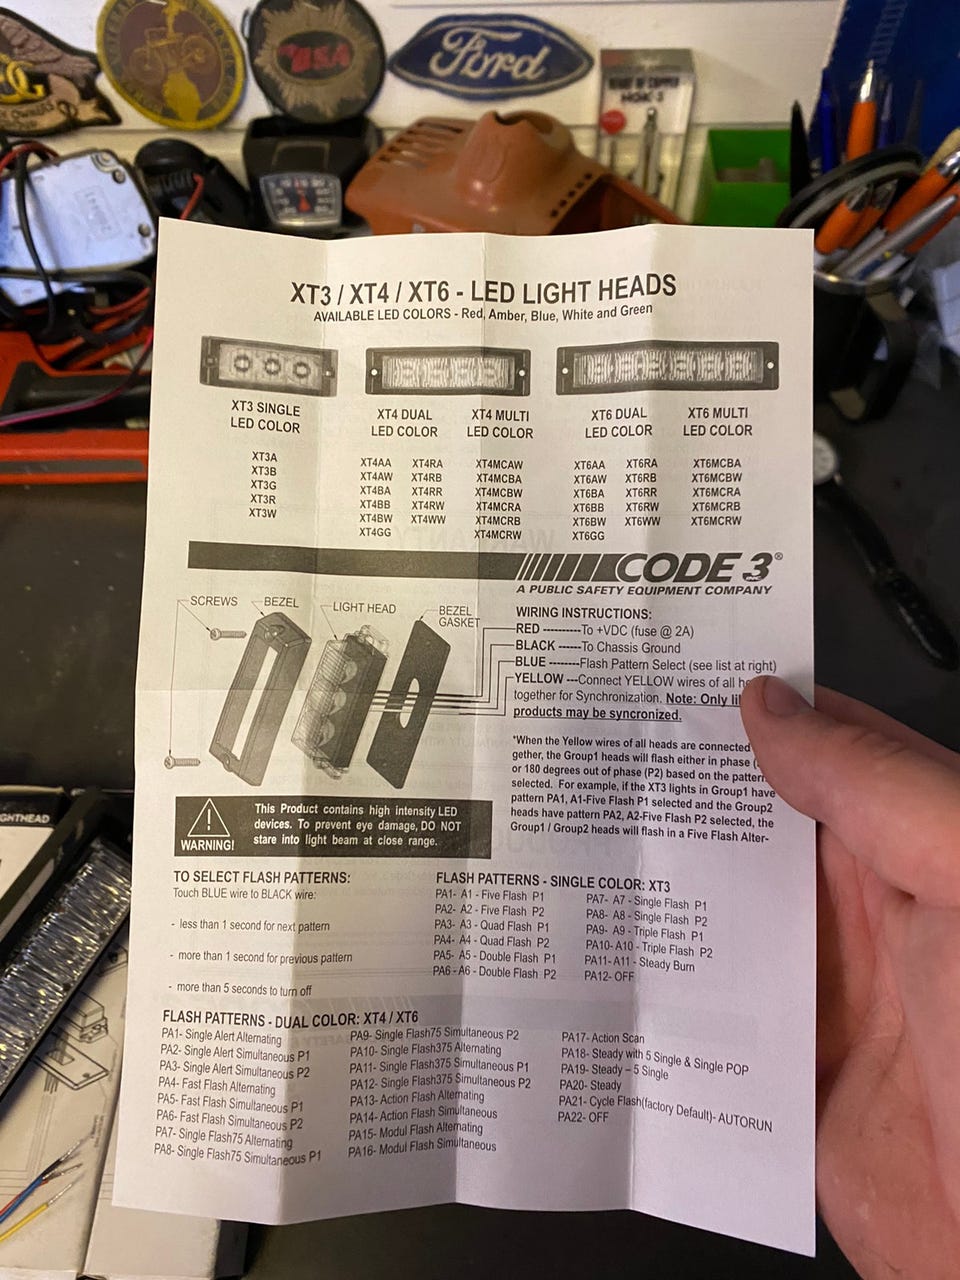 USA
Ford
XT3 / XT4 / XT6 - LED LIGHT HEADS
AVAILABLE LED COLORS - Red, Amber, Blue, White and Green
XT3 SINGLE
LED COLOR
XT3A
XT3B
XT3G
XT3R
XT3W
XT4 DUAL
LED COLOR
XT4AA XT4RA
XT4AW XT4RB
XT4BA XT4RR
XT4BB XT4RW
XT4BW XT4WW
XT4GG
XT4 MULTI
LED COLOR
XT4MCAW
XT4MCBA
XT4MCBW
XT4MCRA
XT4MCRB
XT4MCRW
XT6 DUAL
LED COLOR
XT6AA XT6RA
XT6AW XT6RB
XT6BA XT6RR
XT6BB XT6RW
XT6BW XT6WW
XT6GG
XT6 MULTI
LED COLOR
XT6MCBA
XT6MCBW
XT6MCRA
XT6MCRB
XT6MCRW
CODE 3 INC ®
A PUBLIC SAFETY EQUIPMENT COMPANY
SCREWS
BEZEL
LIGHT HEAD
BEZEL
GASKET
WIRING INSTRUCTIONS:
RED ----------To +VDC (fuse @ 2A)
BLACK ------To Chassis Ground
BLUE --------Flash Pattern Select (see list at right)
YELLOW ---Connect YELLOW wires of all
together for Synchronization. Note: Only
products may be syncronized.
*When the Yellow wires of all heads are connected
gether, the Group1 heads will flash either in phase
or 180 degrees out of phase (P2) based on the pattern
selected. For example, if the XT3 lights in Group1 have
pattern PA1, A1-Five Flash P1 selected and the Group2
heads have pattern PA2, A2-Five Flash P2 selected, the
Group1 / Group2 heads will flash in a Five Flash Alter-
WARNING!
This Product contains high intensity LED
devices. To prevent eye damage, DO NOT
stare into light beam at close range.
TO SELECT FLASH PATTERNS:
Touch BLUE wire to BLACK wire:
- less than 1 second for next pattern
- more than 1 second for previous pattern
- more than 5 seconds to turn off
FLASH PATTERNS - SINGLE COLOR: XT3
PA1- A1 - Five Flash P1
PA2- A2 - Five Flash P2
PA3- A3 - Quad Flash P1
PA4- A4 - Quad Flash P2
PA5- A5 - Double Flash P1
PA6 - A6 - Double Flash P2
PA7- A7 - Single Flash P1
PA8- A8 - Single Flash P2
PA9- A9 - Triple Flash P1
PA10- A10 - Triple Flash P2
PA11- A11 - Steady Burn
PA12- OFF
FLASH PATTERNS - DUAL COLOR: XT4 / XT6
PA1- Single Alert Alternating
PA2- Single Alert Simultaneous P1
PA3- Single Alert Simultaneous P2
PA4- Fast Flash Alternating
PA5- Fast Flash Simultaneous P1
PA6- Fast Flash Simultaneous P2
PA7- Single Flash75 Alternating
PA8- Single Flash75 Simultaneous P1
PA9- Single Flash75 Simultaneous P2
PA10- Single Flash375 Alternating
PA11- Single Flash375 Simultaneous P1
PA12- Single Flash375 Simultaneous P2
PA13- Action Flash Alternating
PA14- Action Flash Simultaneous
PA15- Modul Flash Alternating
PA16- Modul Flash Simultaneous
PA17- Action Scan
PA18- Steady with 5 Single & Single POP
PA19- Steady – 5 Single
PA20- Steady
PA21- Cycle Flash(factory Default)- AUTORUN
PA22- OFF